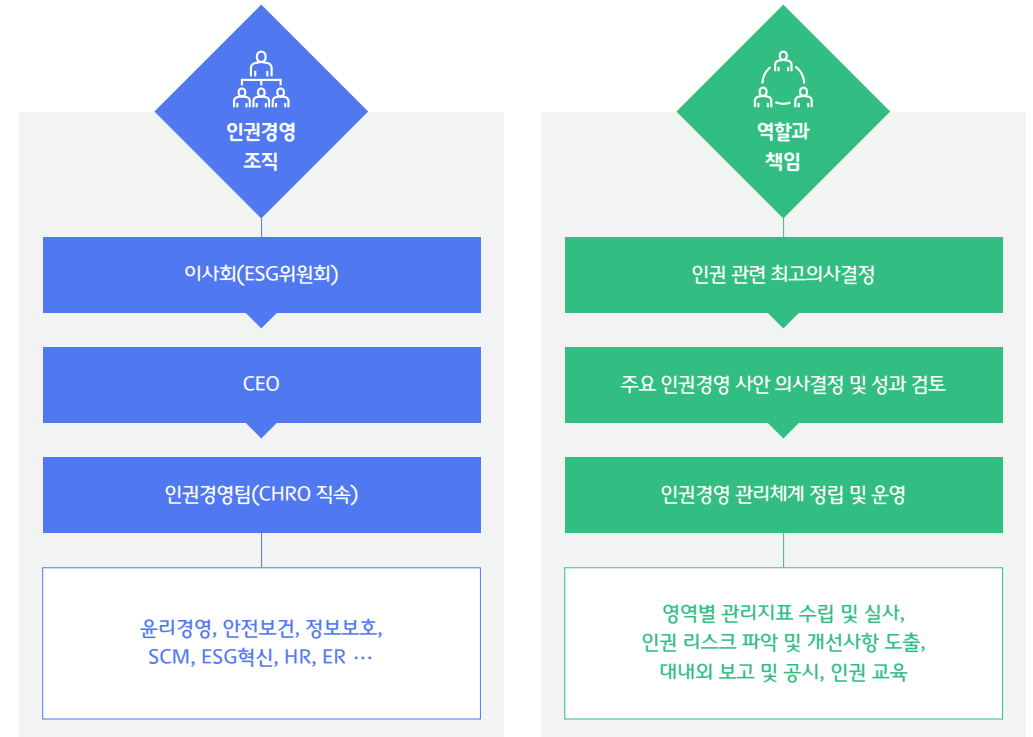 인권경영
조직
이사회(ESG위원회)
CEO
인권경영팀(CHRO 직속)
윤리경영, 안전보건, 정보보호,
SCM, ESG혁신, HR, ER …
역할과
책임
인권 관련 최고의사결정
주요 인권경영 사안 의사결정 및 성과 검토
인권경영 관리체계 정립 및 운영
영역별 관리지표 수립 및 실사,
인권 리스크 파악 및 개선사항 도출,
대내외 보고 및 공시, 인권 교육